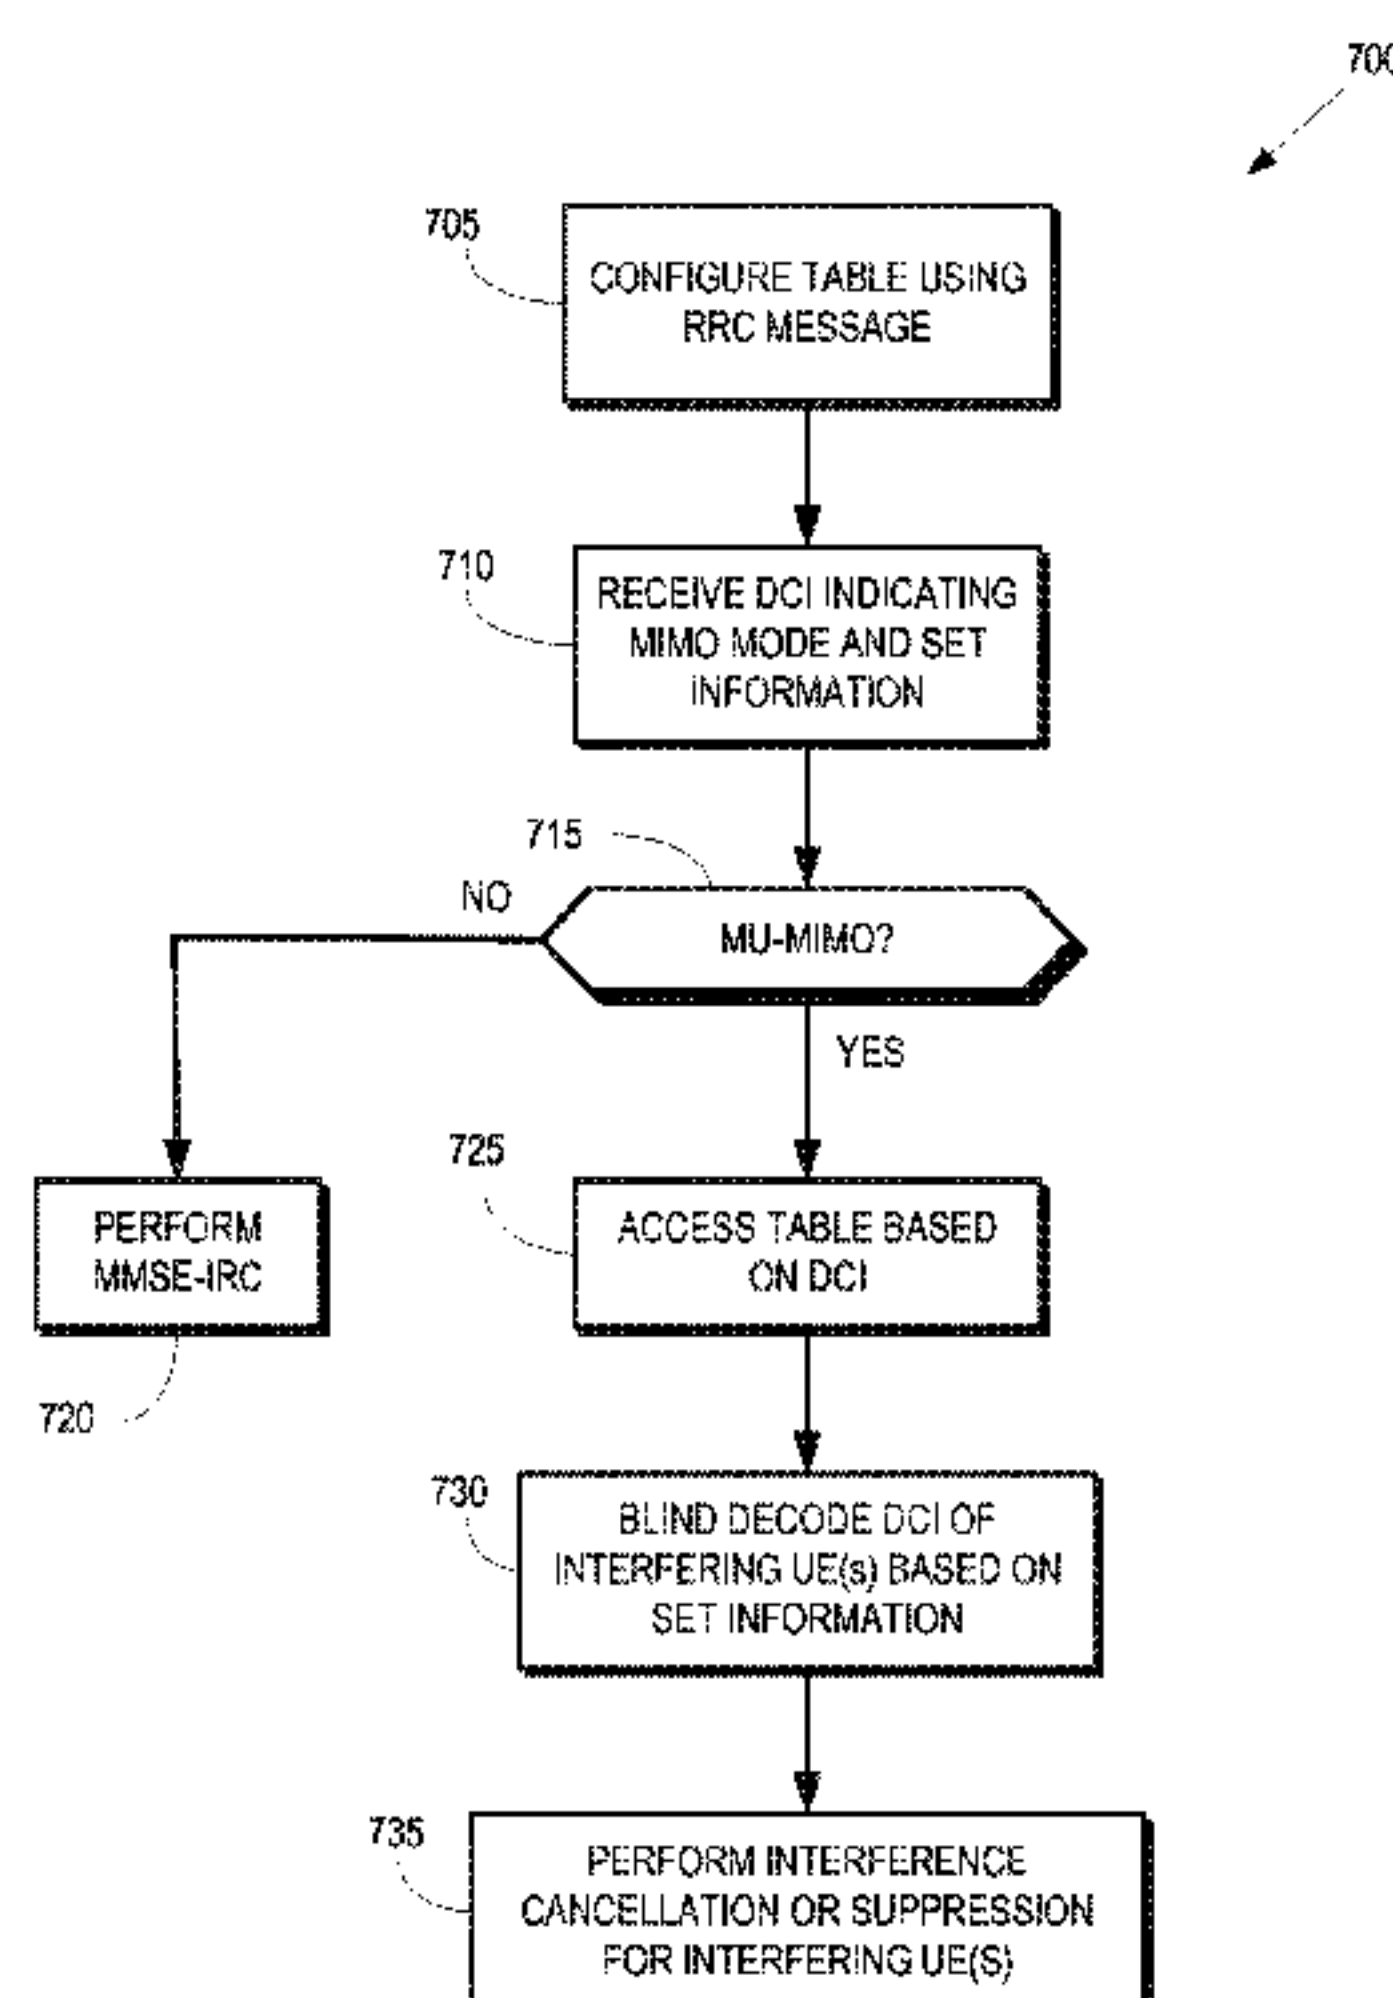 700
705
CONFIGURE TABLE USING
RRC MESSAGE
710
RECEIVE DCI INDICATING
MIMO MODE AND SET
INFORMATION
715
NO
MU-MIMO?
YES
725
PERFORM
MMSE-IRC
ACCESS TABLE BASED
ON DCI
720
730
BLIND DECODE DCI OF
INTERFERING UE(s) BASED ON
SET INFORMATION
735
PERFORM INTERFERENCE
CANCELLATION OR SUPPRESSION
FOR INTERFERING UE(S)